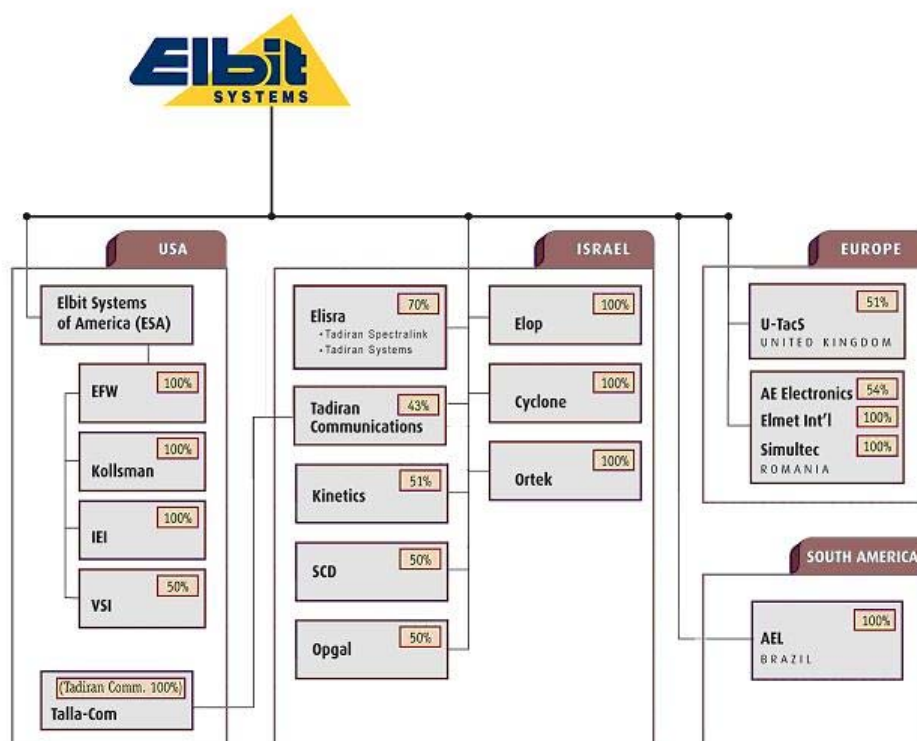 Elbit
SYSTEMS
USA
Elbit Systems
of America (ESA)
EFW
100%
Kollsman
100%
IEI
100%
VSI
50%
(Tadiran Comm. 100%)
Talla-Com
ISRAEL
Elisra
70%
•Tadiran Spectralink
•Tadiran Systems
Tadiran
Communications
43%
Kinetics
51%
SCD
50%
Opgal
50%
Elop
100%
Cyclone
100%
Ortek
100%
EUROPE
51%
U-TacS
UNITED KINGDOM
AE Electronics 54%
Elmet Int'l 100%
Simultec 100%
ROMANIA
SOUTH AMERICA
AEL
100%
BRAZIL